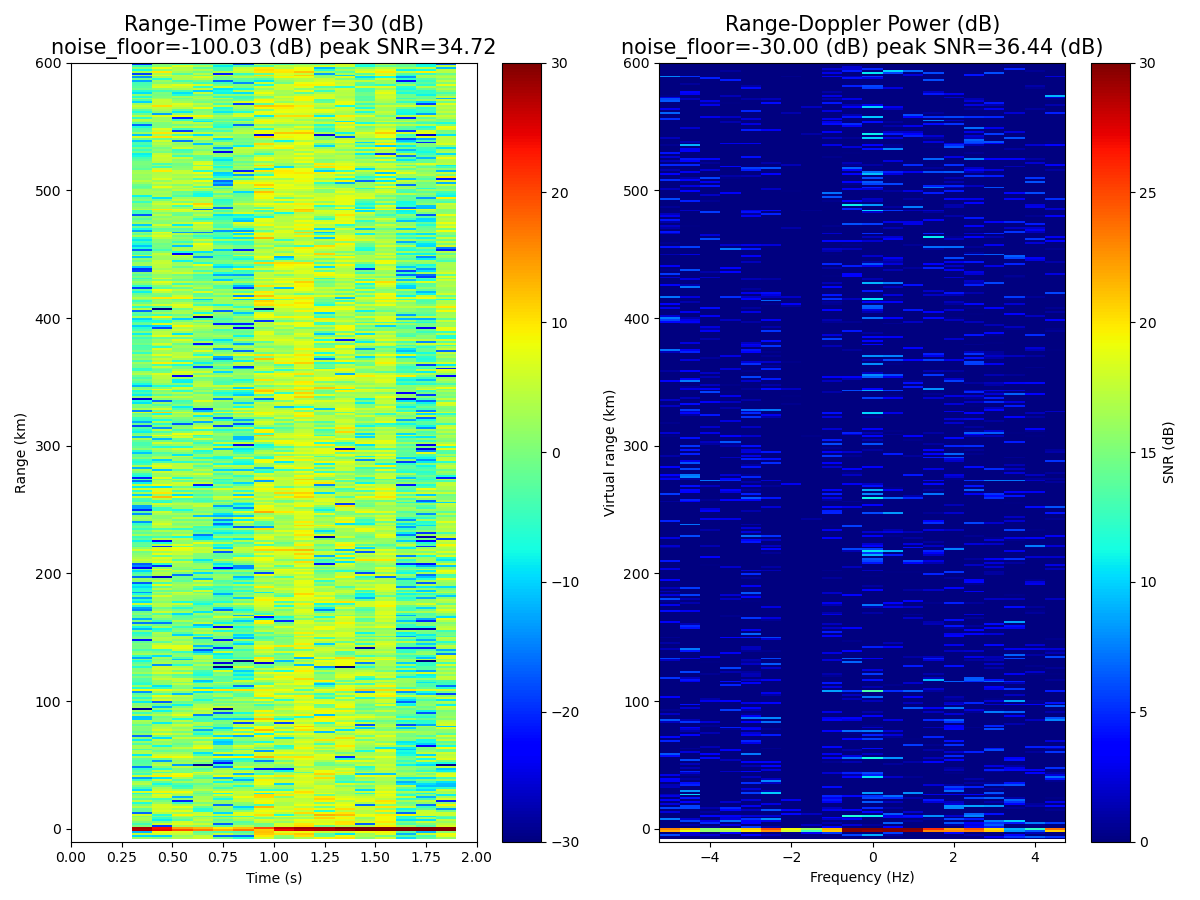 Range-Time Power f=30 (dB)
noise_floor=-100.03 (dB) peak SNR=34.72
Range (km)
600
500
400
300
200
100
0
0.00 0.25 0.50 0.75 1.00 1.25 1.50 1.75 2.00
Time (s)
30
20
10
0
−10
−20
−30
Range-Doppler Power (dB)
noise_floor=-30.00 (dB) peak SNR=36.44 (dB)
Virtual range (km)
600
500
400
300
200
100
0
−4 −2 0 2 4
Frequency (Hz)
30
25
20
15
10
5
0
SNR (dB)